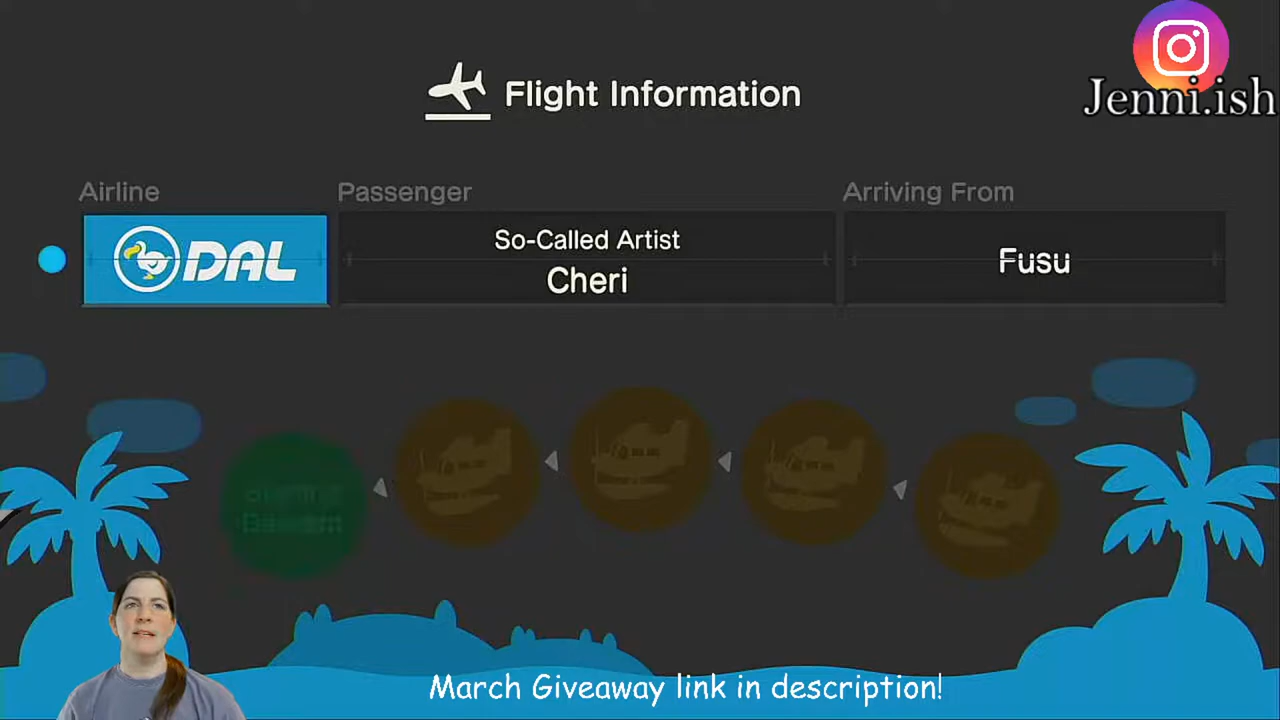 Jenni.ish
Flight Information
Airline
Passenger
Arriving From
DAL
So-Called Artist
Cheri
Fusu
March Giveaway link in description!